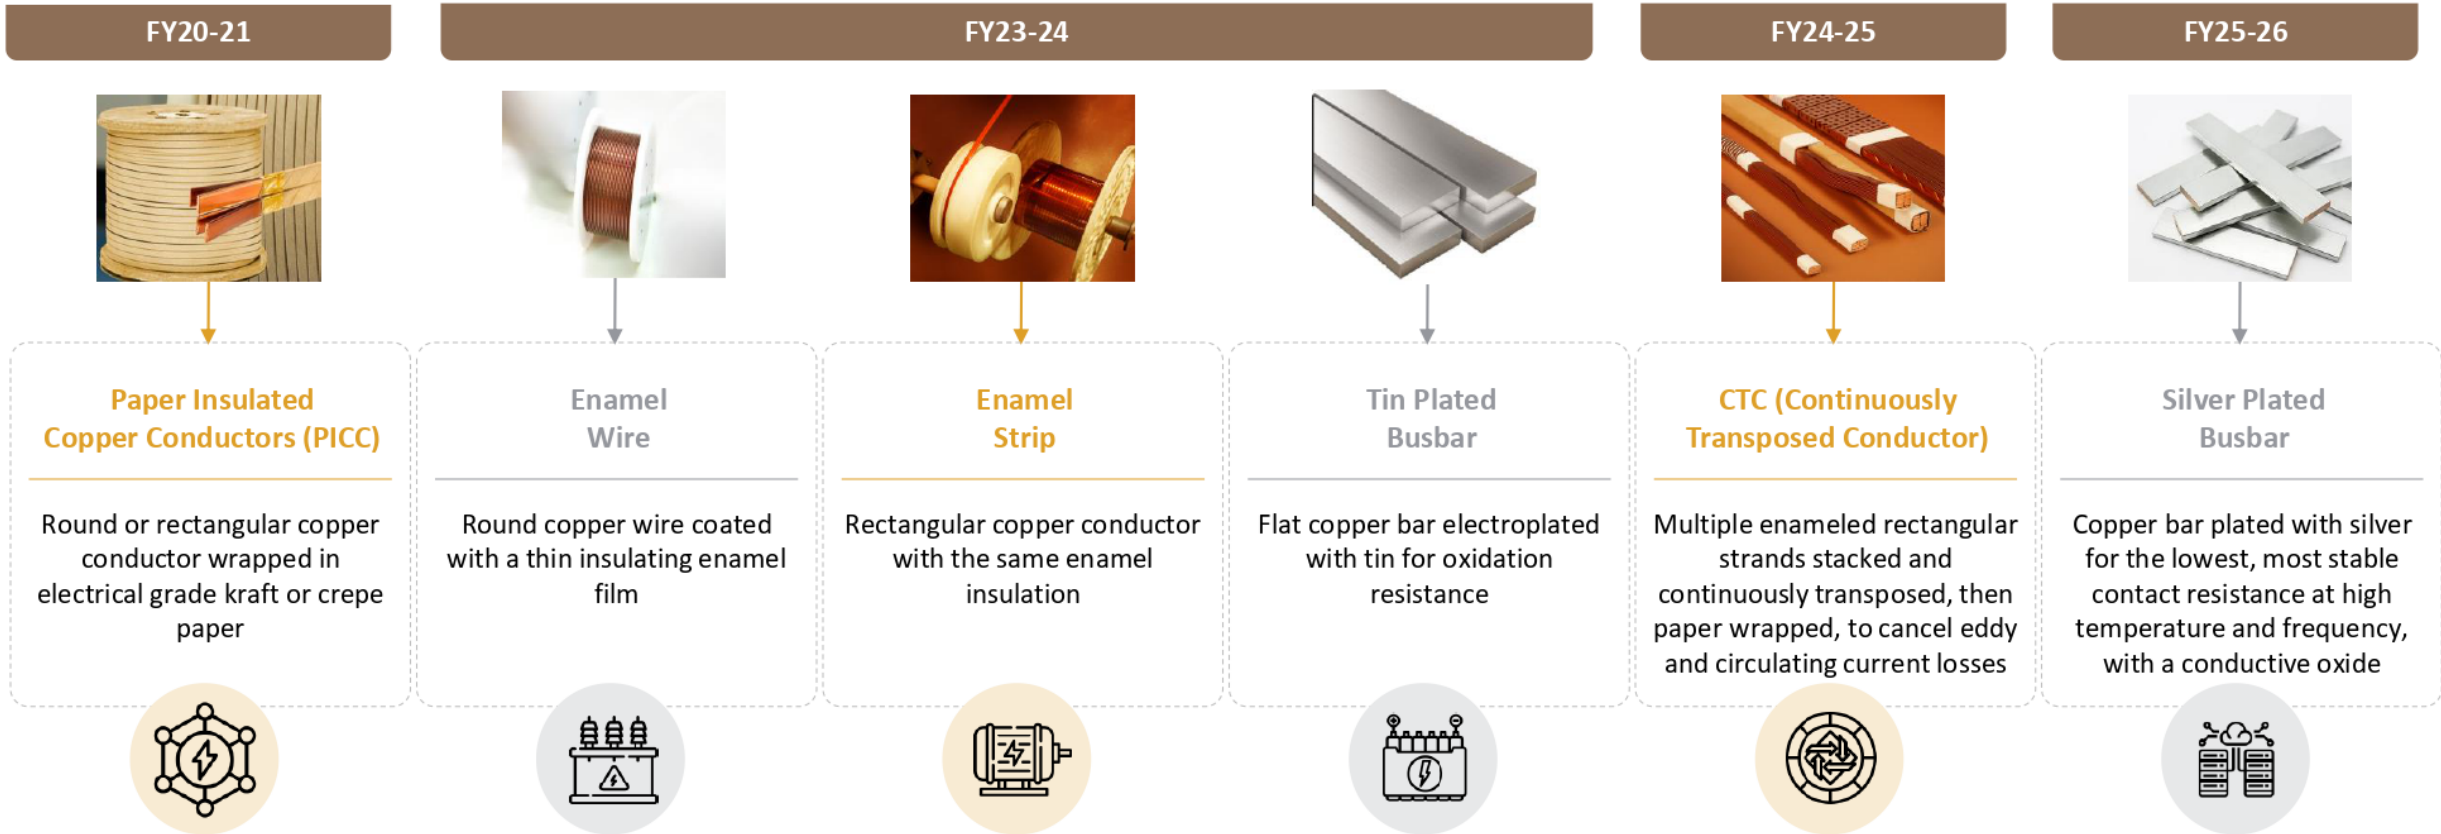 FY20-21
FY23-24
FY24-25
FY25-26
Paper Insulated
Copper Conductors (PICC)
Round or rectangular copper
conductor wrapped in
electrical grade kraft or crepe
paper
Enamel
Wire
Round copper wire coated
with a thin insulating enamel
film
Enamel
Strip
Rectangular copper conductor
with the same enamel
insulation
Tin Plated
Busbar
Flat copper bar electroplated
with tin for oxidation
resistance
CTC (Continuously
Transposed Conductor)
Multiple enameled rectangular
strands stacked and
continuously transposed, then
paper wrapped, to cancel eddy
and circulating current losses
Silver Plated
Busbar
Copper bar plated with silver
for the lowest, most stable
contact resistance at high
temperature and frequency,
with a conductive oxide